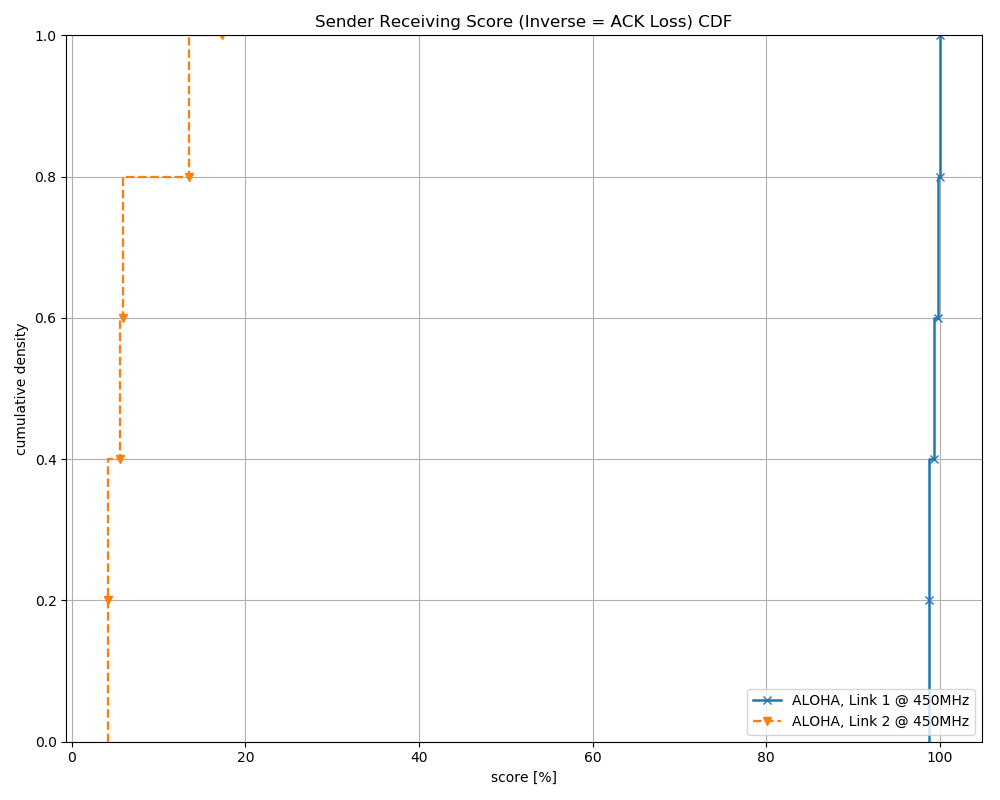 Sender Receiving Score (Inverse = ACK Loss) CDF
1.0
0.8
0.6
0.4
0.2
0.0
cumulative density
0 20 40 60 80 100
score [%]
ALOHA, Link 1 @ 450MHz
ALOHA, Link 2 @ 450MHz